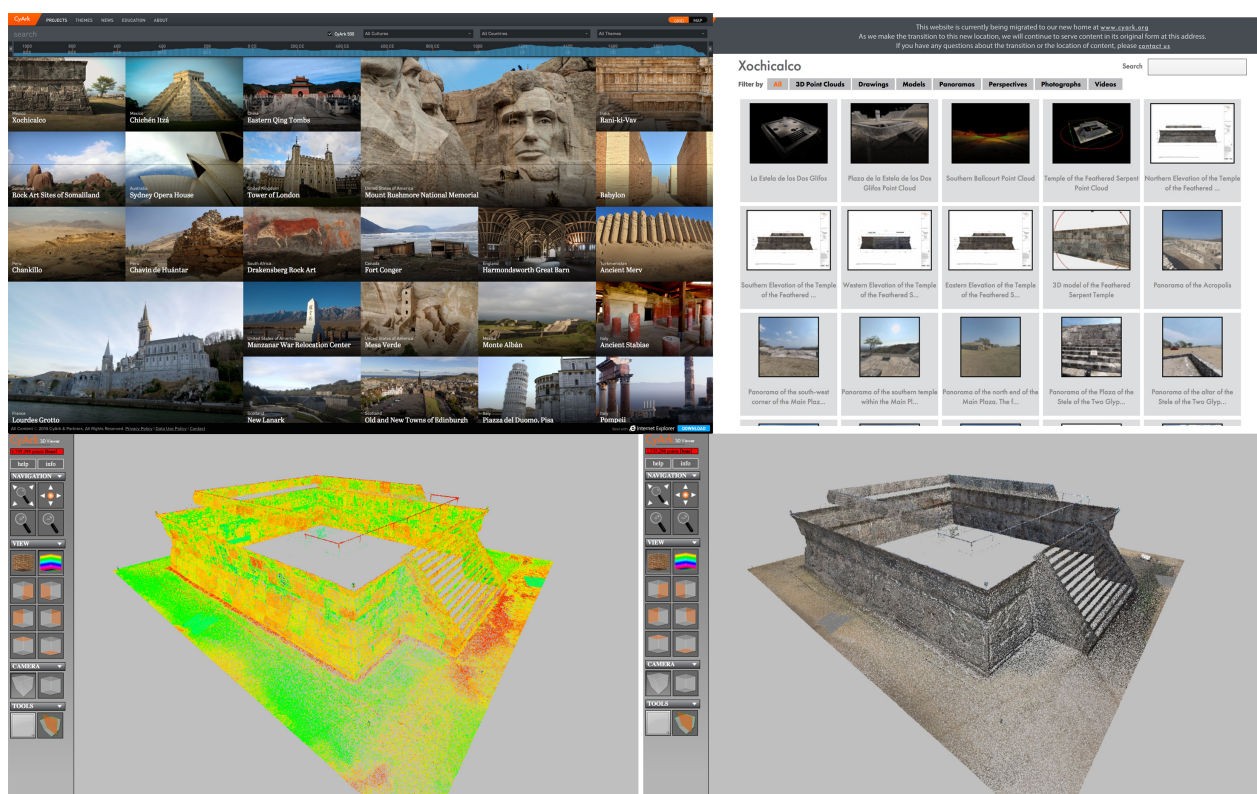 CyArk PROJECTS THEMES NEWS EDUCATION ABOUT GRID MAP
search CyArk 500 All Cultures All Countries All Themes
Mexico
Xochicalco
Mexico
Chichén Itzá
China
Eastern Qing Tombs
India
Rani-ki-Vav
Somaliland
Rock Art Sites of Somaliland
Australia
Sydney Opera House
United Kingdom
Tower of London
United States of America
Mount Rushmore National Memorial
Babylon
Peru
Chankillo
Peru
Chavín de Huántar
South Africa
Drakensberg Rock Art
Canada
Fort Conger
England
Harmondsworth Great Barn
Turkmenistan
Ancient Merv
France
Lourdes Grotto
United States of America
Manzanar War Relocation Center
United States of America
Mesa Verde
Mexico
Monte Albán
Italy
Ancient Stabiae
Scotland
New Lanark
Scotland
Old and New Towns of Edinburgh
Italy
Piazza del Duomo, Pisa
Italy
Pompeii
CyArk & Partners. All Rights Reserved. Privacy Policy · Data Use Policy · Contact
Internet Explorer DOWNLOAD
This website is currently being migrated to our new home at www.cyark.org
As we make the transition to this new location, we will continue to serve content in its original form at this address.
If you have any questions about the transition or the location of content, please contact us
Xochicalco Search
Filter by All 3D Point Clouds Drawings Models Panoramas Perspectives Photographs Videos
La Estela de los Dos Glifos
Plaza de la Estela de los Dos
Glifos Point Cloud
Southern Ballcourt Point Cloud
Temple of the Feathered Serpent
Point Cloud
Northern Elevation of the Temple
of the Feathered ...
Southern Elevation of the Temple
of the Feathered ...
Western Elevation of the Temple
of the Feathered S...
Eastern Elevation of the Temple
of the Feathered S...
3D model of the Feathered
Serpent Temple
Panorama of the Acropolis
Panorama of the south-west
corner of the Main Plaz...
Panorama of the southern temple
within the Main Pl...
Panorama of the north end of the
Main Plaza. The f...
Panorama of the Plaza of the
Stele of the Two Glyp...
Panorama of the altar of the
Stele of the Two Glyp...
CyArk 3D Viewer
help info
NAVIGATION
VIEW
CAMERA
TOOLS
CyArk 3D Viewer
help info
NAVIGATION
VIEW
CAMERA
TOOLS